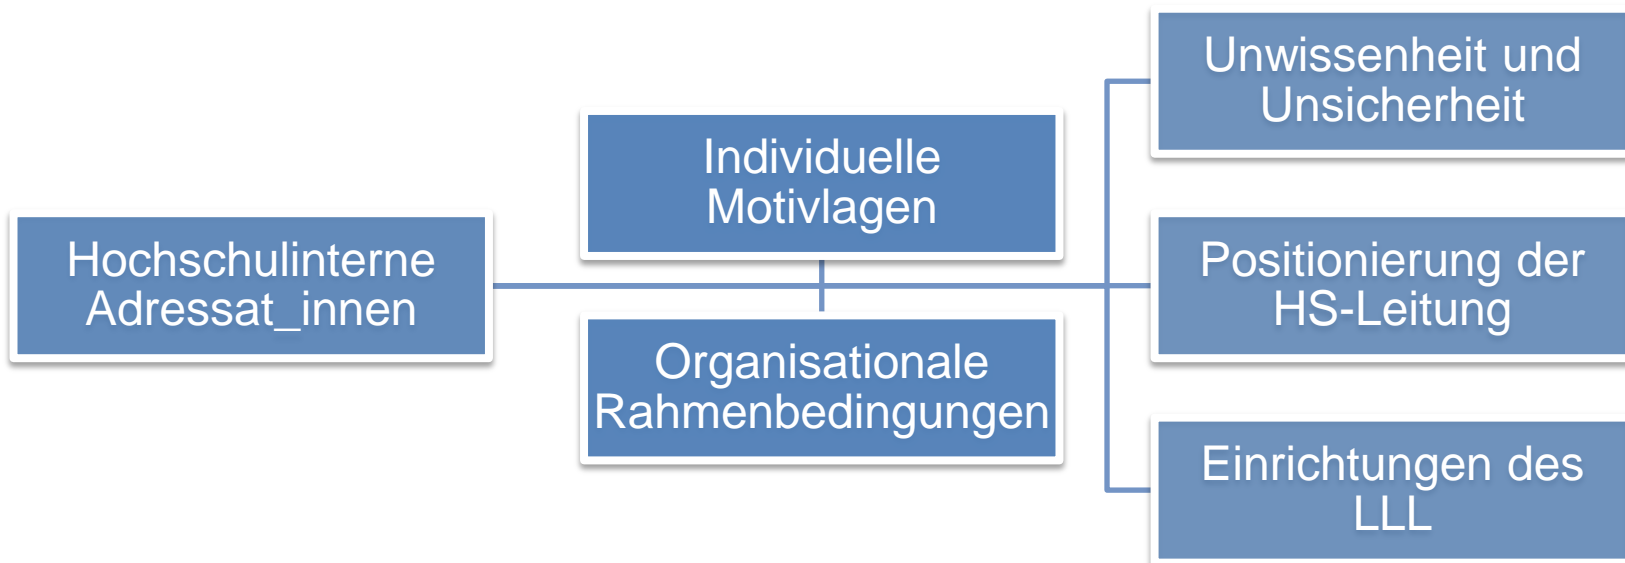 Hochschulinterne
Adressat_innen
Individuelle
Motivlagen
Organisationale
Rahmenbedingungen
Unwissenheit und
Unsicherheit
Positionierung der
HS-Leitung
Einrichtungen des
LLL